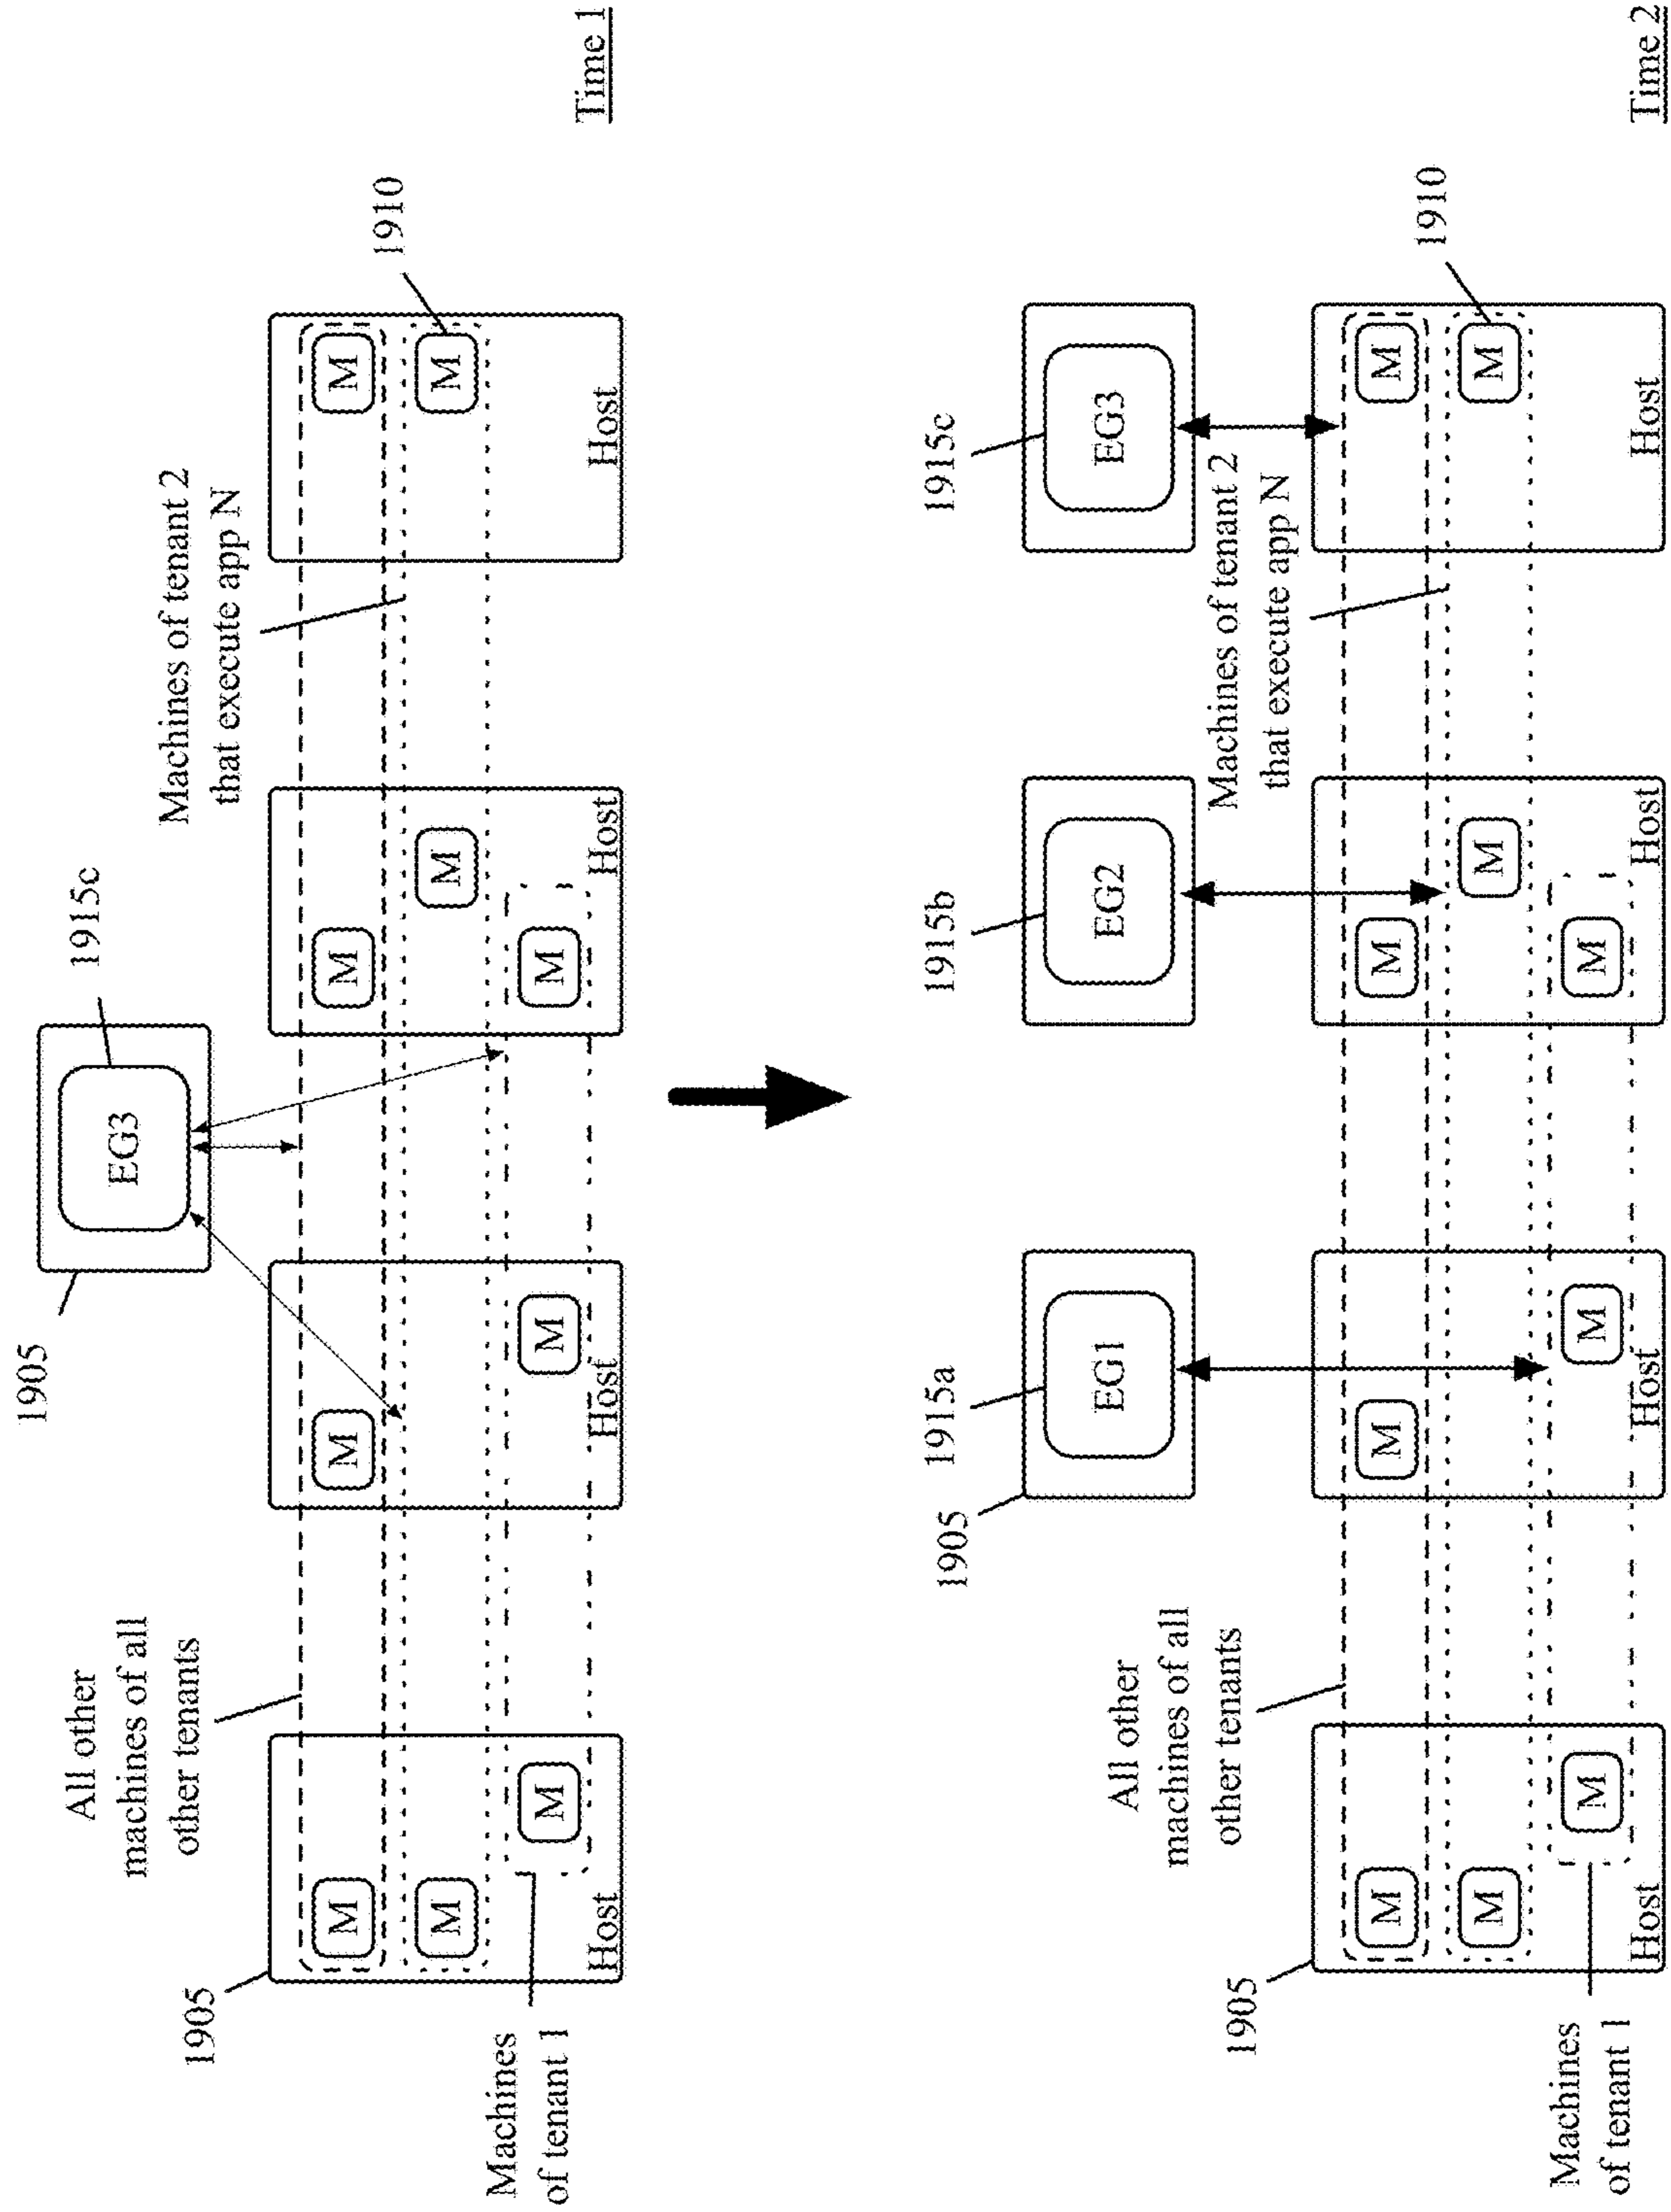 1905
EG3
1915c
All other
machines of all
other tenants
Machines of tenant 2
that execute app N
1905
1910
M
M
M
M
M
M
M
M
M
M
Host
Host
Host
Host
Machines
of tenant 1
Time 1
1905
1915a
1915b
1915c
EG1
EG2
EG3
All other
machines of all
other tenants
Machines of tenant 2
that execute app N
1905
1910
M
M
M
M
M
M
M
M
M
M
Host
Host
Host
Host
Machines
of tenant 1
Time 2